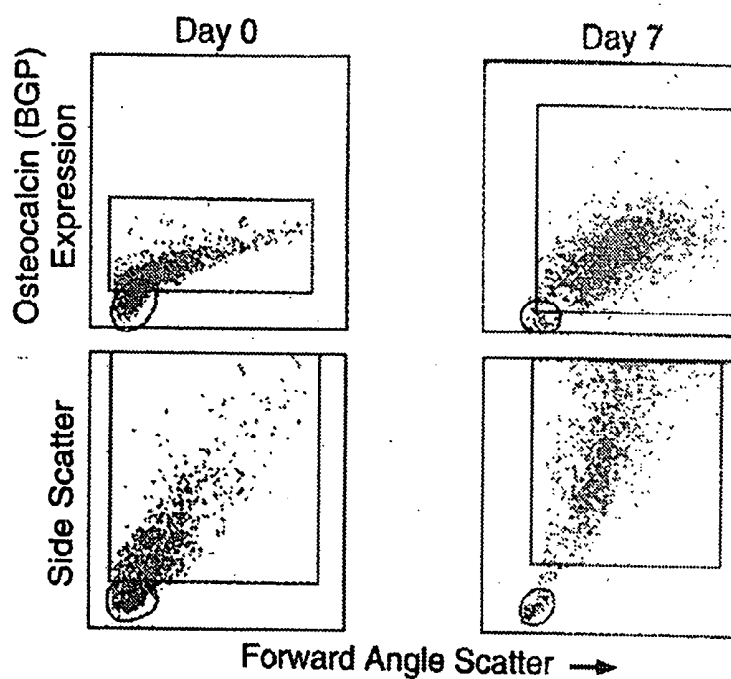 Day 0
Day 7
Osteocalcin (BGP)
Expression
Side Scatter
Forward Angle Scatter